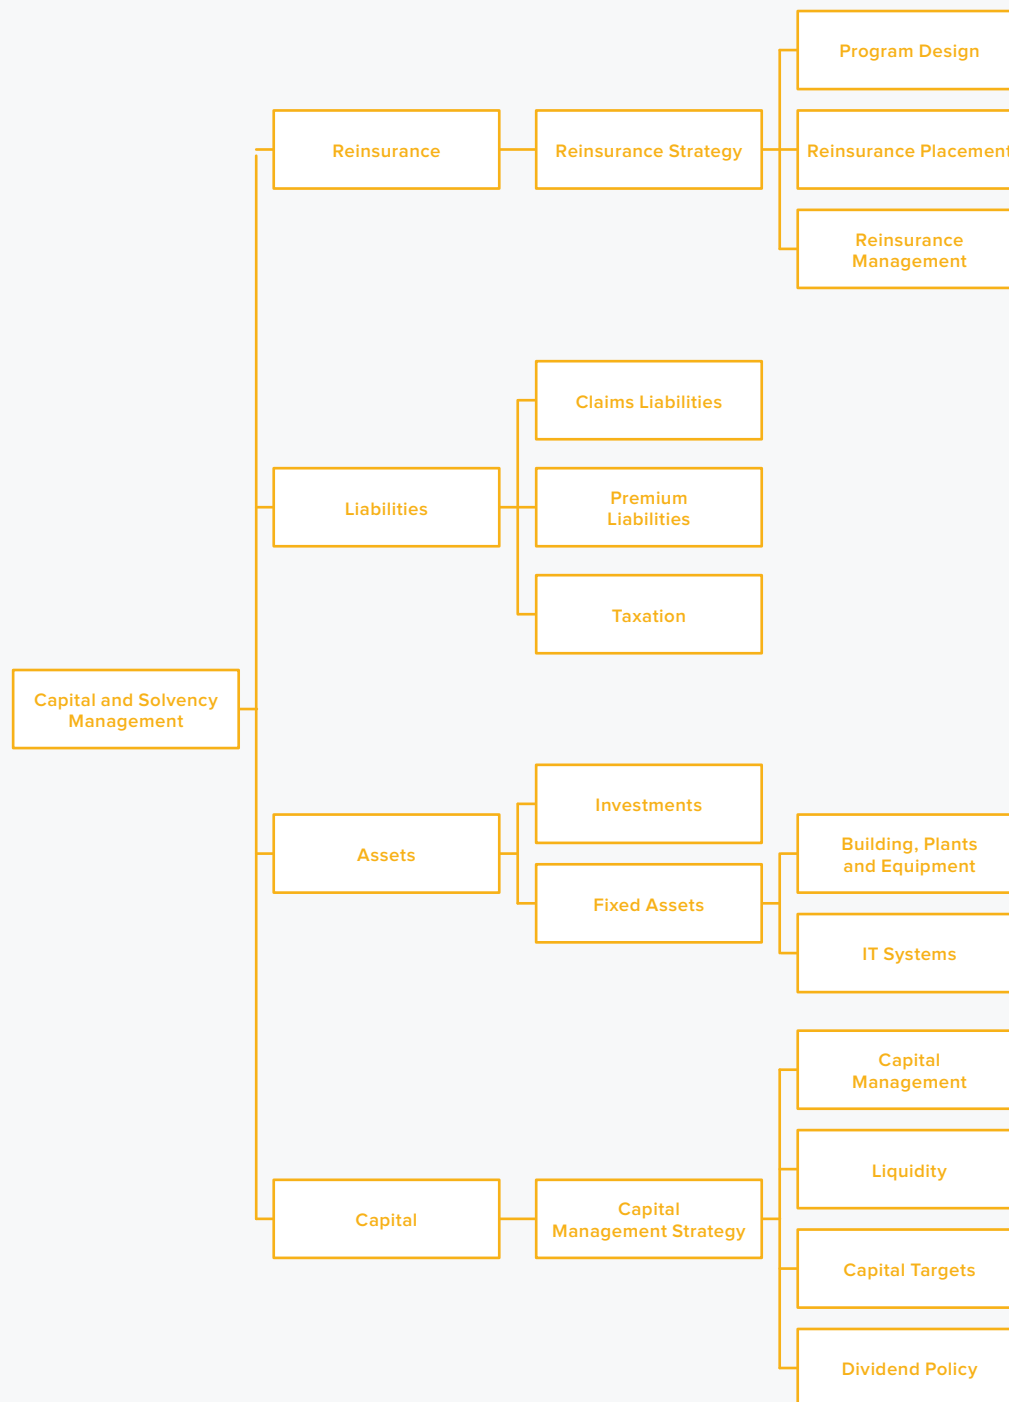 Program Design
Reinsurance
Reinsurance Strategy
Reinsurance Placement
Reinsurance
Management
Claims Liabilities
Liabilities
Premium
Liabilities
Taxation
Capital and Solvency
Management
Investments
Assets
Building, Plants
and Equipment
Fixed Assets
IT Systems
Capital
Management
Liquidity
Capital
Capital
Management Strategy
Capital Targets
Dividend Policy